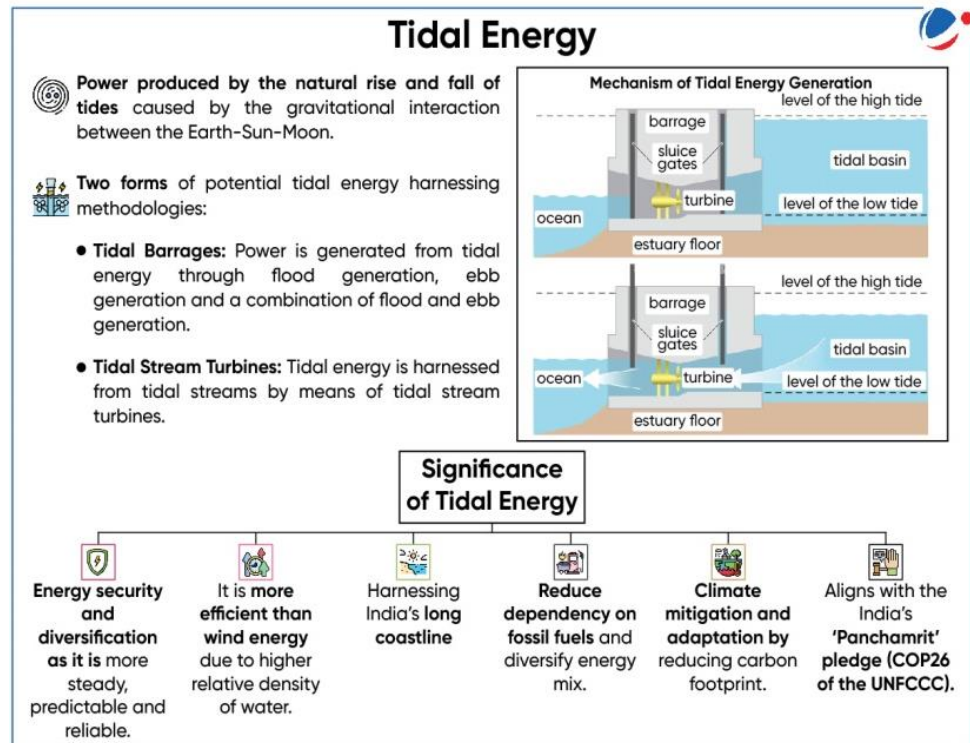 Tidal Energy
Power produced by the natural rise and fall of
tides caused by the gravitational interaction
between the Earth-Sun-Moon.
Two forms of potential tidal energy harnessing
methodologies:
• Tidal Barrages: Power is generated from tidal
energy through flood generation, ebb
generation and a combination of flood and ebb
generation.
• Tidal Stream Turbines: Tidal energy is harnessed
from tidal streams by means of tidal stream
turbines.
Mechanism of Tidal Energy Generation
level of the high tide
barrage
sluice
gates
tidal basin
turbine
level of the low tide
ocean
estuary floor
level of the high tide
barrage
sluice
gates
tidal basin
ocean
turbine
level of the low tide
estuary floor
Significance
of Tidal Energy
Energy security
and
diversification
as it is more
steady,
predictable and
reliable.
It is more
efficient than
wind energy
due to higher
relative density
of water.
Harnessing
India's long
coastline
Reduce
dependency on
fossil fuels and
diversify energy
mix.
Climate
mitigation and
adaptation by
reducing carbon
footprint.
Aligns with the
India's
'Panchamrit'
pledge (COP26
of the UNFCCC).